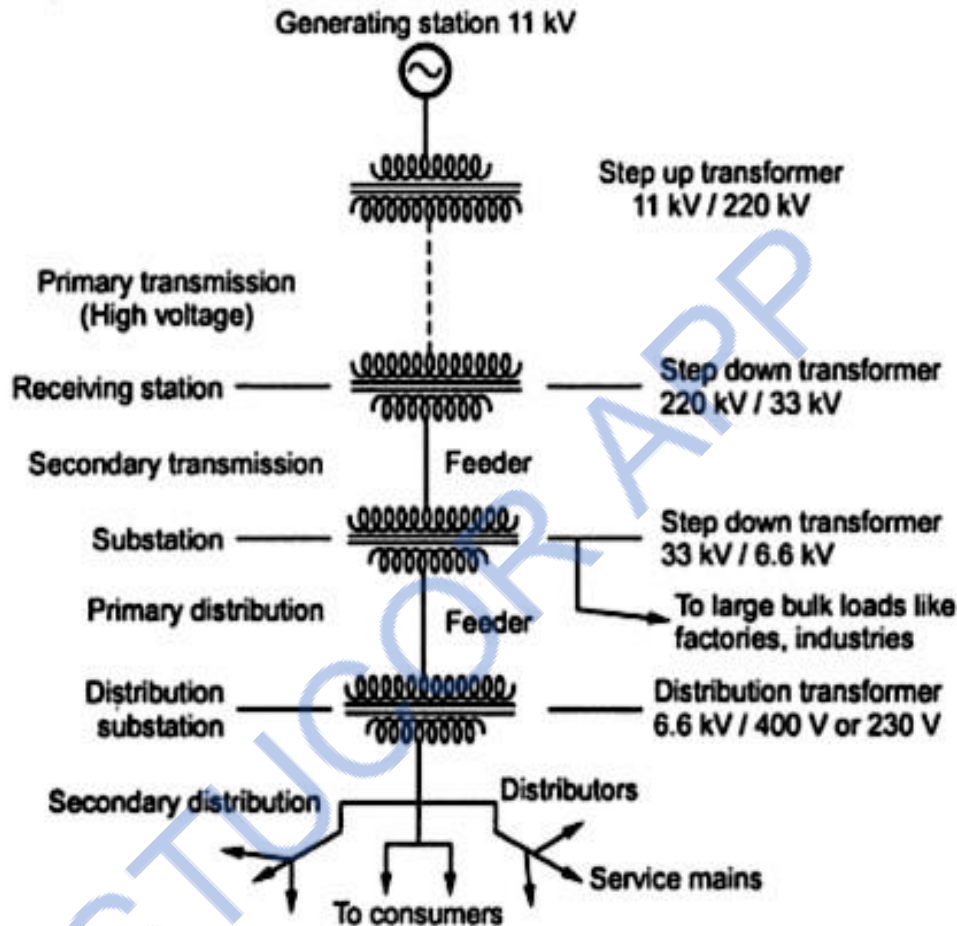 Generating station 11 kV
Step up transformer
11 kV / 220 kV
Primary transmission
(High voltage)
Receiving station
Step down transformer
220 kV / 33 kV
Secondary transmission
Feeder
Substation
Step down transformer
33 kV / 6.6 kV
To large bulk loads like
factories, industries
Primary distribution
Feeder
Distribution
substation
Distribution transformer
6.6 kV / 400 V or 230 V
Secondary distribution
Distributors
Service mains
To consumers
STUCOR APP